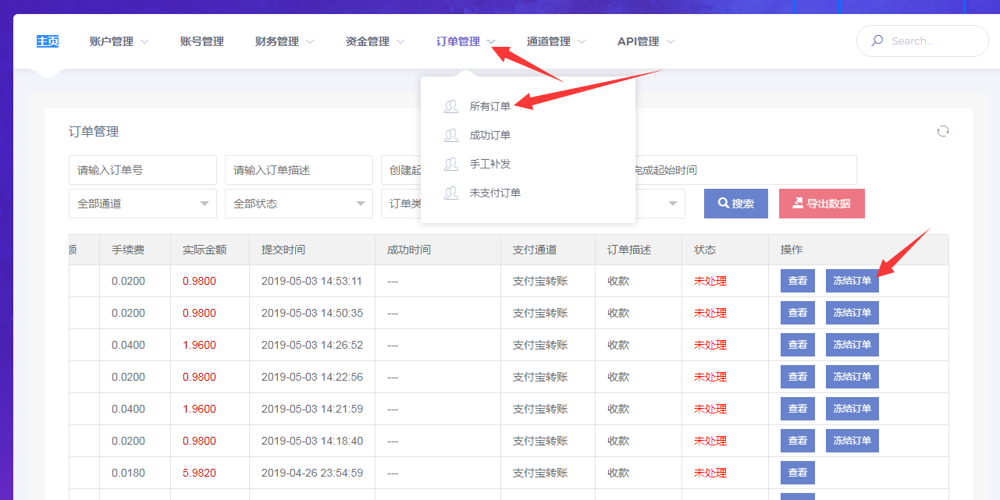 主页 账户管理 账号管理 财务管理 资金管理 订单管理 通道管理 API管理 Search...
所有订单
成功订单
手工补发
未支付订单
订单管理
请输入订单号 请输入订单描述 创建起 完成起始时间
全部通道 全部状态 订单类 搜索 导出数据
额 手续费 实际金额 提交时间 成功时间 支付通道 订单描述 状态 操作
0.0200 0.9800 2019-05-03 14:53:11 --- 支付宝转账 收款 未处理 查看 冻结订单
0.0200 0.9800 2019-05-03 14:50:35 --- 支付宝转账 收款 未处理 查看 冻结订单
0.0400 1.9600 2019-05-03 14:26:52 --- 支付宝转账 收款 未处理 查看 冻结订单
0.0200 0.9800 2019-05-03 14:22:56 --- 支付宝转账 收款 未处理 查看 冻结订单
0.0400 1.9600 2019-05-03 14:21:59 --- 支付宝转账 收款 未处理 查看 冻结订单
0.0200 0.9800 2019-05-03 14:18:40 --- 支付宝转账 收款 未处理 查看 冻结订单
0.0180 5.9820 2019-04-26 23:54:59 --- 支付宝转账 收款 未处理 查看